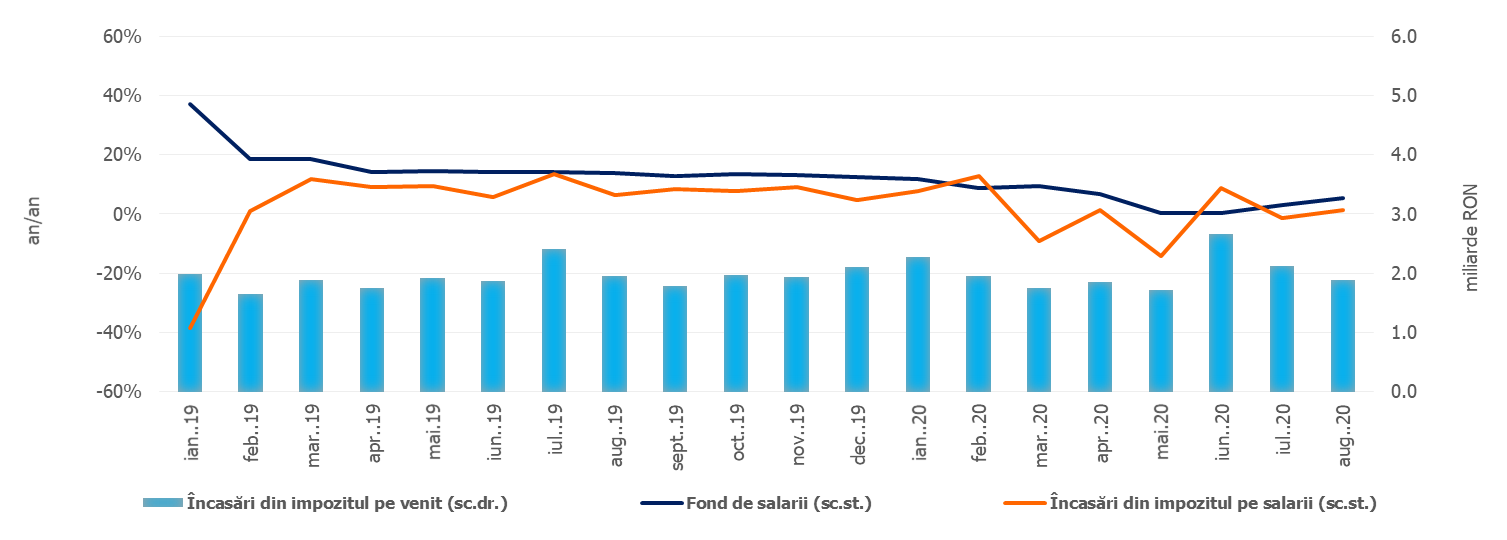 60%
40%
20%
0%
-20%
-40%
-60%
an/an
6.0
5.0
4.0
3.0
2.0
1.0
0.0
miliarde RON
ian..19
feb..19
mar..19
apr..19
mai.19
iun..19
iul..19
aug..19
sept..19
oct..19
nov..19
dec..19
ian..20
feb..20
mar..20
apr..20
mai.20
iun..20
iul..20
aug..20
Încasări din impozitul pe venit (sc.dr.)
Fond de salarii (sc.st.)
Încasări din impozitul pe salarii (sc.st.)